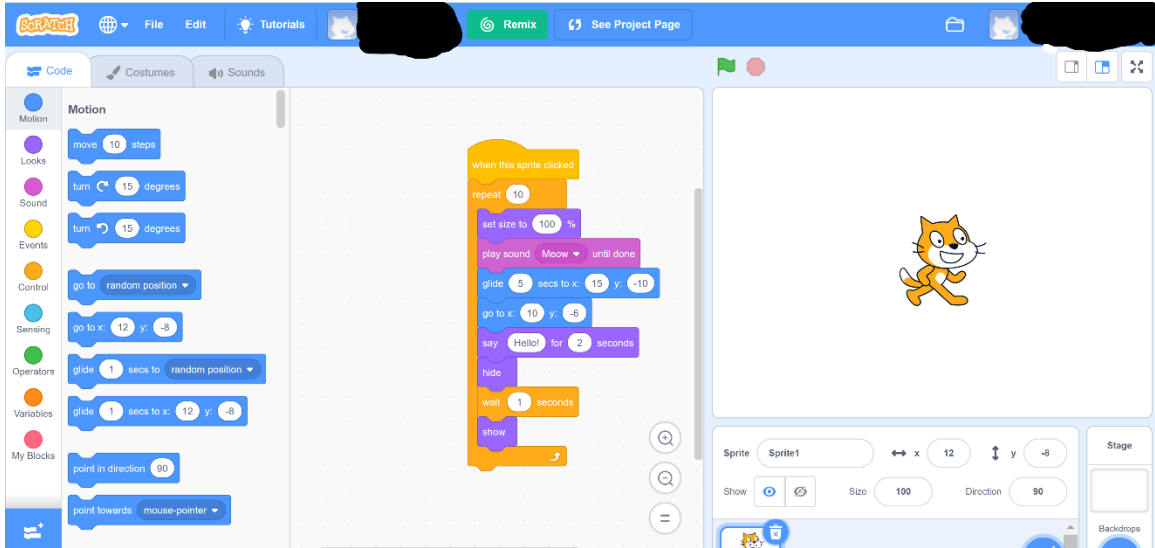 SCRATCH File Edit Tutorials Remix See Project Page
Code Costumes Sounds
Motion
Looks
Sound
Events
Control
Sensing
Operators
Variables
My Blocks
Motion
move 10 steps
turn 15 degrees
turn 15 degrees
go to random position
go to x: 12 y: -8
glide 1 secs to random position
glide 1 secs to x: 12 y: -8
point in direction 90
point towards mouse-pointer
when this sprite clicked
repeat 10
set size to 100 %
play sound Meow until done
glide 5 secs to x: 15 y: -10
go to x: 10 y: -6
say Hello! for 2 seconds
hide
wait 1 seconds
show
Sprite Sprite1 x 12 y -8
Show Size 100 Direction 90
Stage
Backdrops